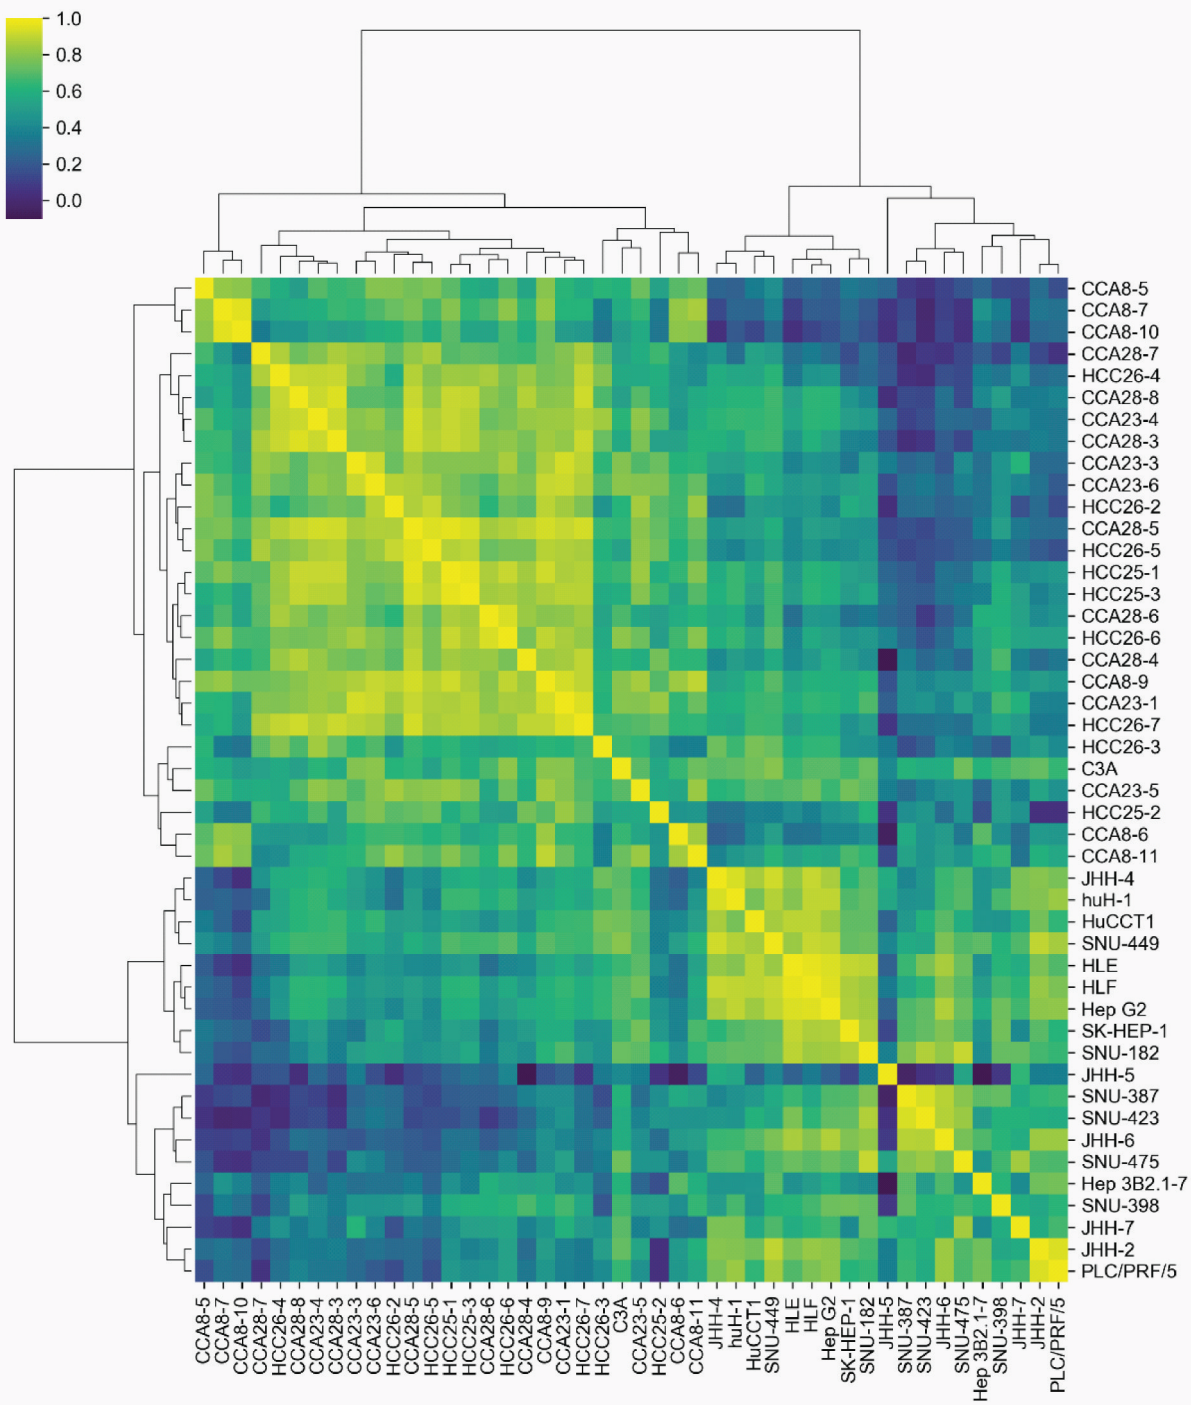 1.0
0.8
0.6
0.4
0.2
0.0
CCA8-5
CCA8-7
CCA8-10
CCA28-7
HCC26-4
CCA28-8
CCA23-4
CCA28-3
CCA23-3
CCA23-6
HCC26-2
CCA28-5
HCC26-5
HCC25-1
HCC25-3
CCA28-6
HCC26-6
CCA28-4
CCA8-9
CCA23-1
HCC26-7
HCC26-3
C3A
CCA23-5
HCC25-2
CCA8-6
CCA8-11
JHH-4
huH-1
HuCCT1
SNU-449
HLE
HLF
Hep G2
SK-HEP-1
SNU-182
JHH-5
SNU-387
SNU-423
JHH-6
SNU-475
Hep 3B2.1-7
SNU-398
JHH-7
JHH-2
PLC/PRF/5
CCA8-5
CCA8-7
CCA8-10
CCA28-7
HCC26-4
CCA28-8
CCA23-4
CCA28-3
CCA23-3
CCA23-6
HCC26-2
CCA28-5
HCC26-5
HCC25-1
HCC25-3
CCA28-6
HCC26-6
CCA28-4
CCA8-9
CCA23-1
HCC26-7
HCC26-3
C3A
CCA23-5
HCC25-2
CCA8-6
CCA8-11
JHH-4
huH-1
HuCCT1
SNU-449
HLE
HLF
Hep G2
SK-HEP-1
SNU-182
JHH-5
SNU-387
SNU-423
JHH-6
SNU-475
Hep 3B2.1-7
SNU-398
JHH-7
JHH-2
PLC/PRF/5